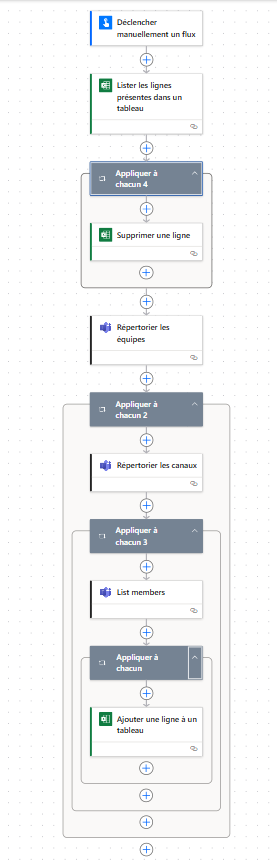 Déclencher
manuellement un flux
Lister les lignes
présentes dans un
tableau
Appliquer à
chacun 4
Supprimer une ligne
Répertorier les
équipes
Appliquer à
chacun 2
Répertorier les canaux
Appliquer à
chacun 3
List members
Appliquer à
chacun
Ajouter une ligne à un
tableau